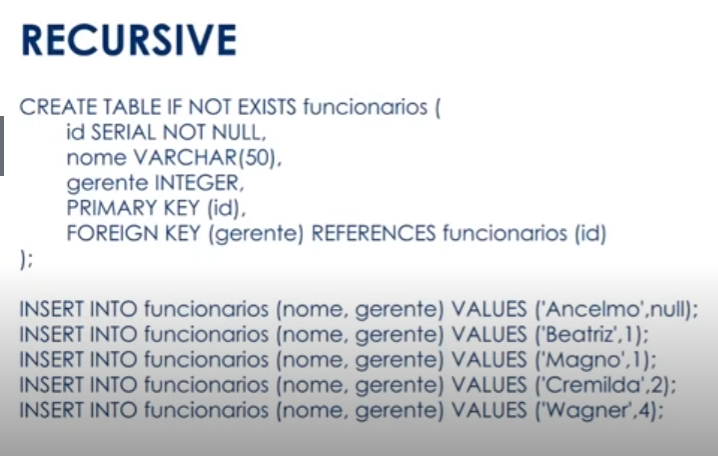 RECURSIVE
CREATE TABLE IF NOT EXISTS funcionarios (
id SERIAL NOT NULL,
nome VARCHAR(50),
gerente INTEGER,
PRIMARY KEY (id),
FOREIGN KEY (gerente) REFERENCES funcionarios (id)
);
INSERT INTO funcionarios (nome, gerente) VALUES ('Ancelmo',null);
INSERT INTO funcionarios (nome, gerente) VALUES ('Beatriz',1);
INSERT INTO funcionarios (nome, gerente) VALUES ('Magno',1);
INSERT INTO funcionarios (nome, gerente) VALUES ('Cremilda',2);
INSERT INTO funcionarios (nome, gerente) VALUES ('Wagner',4);